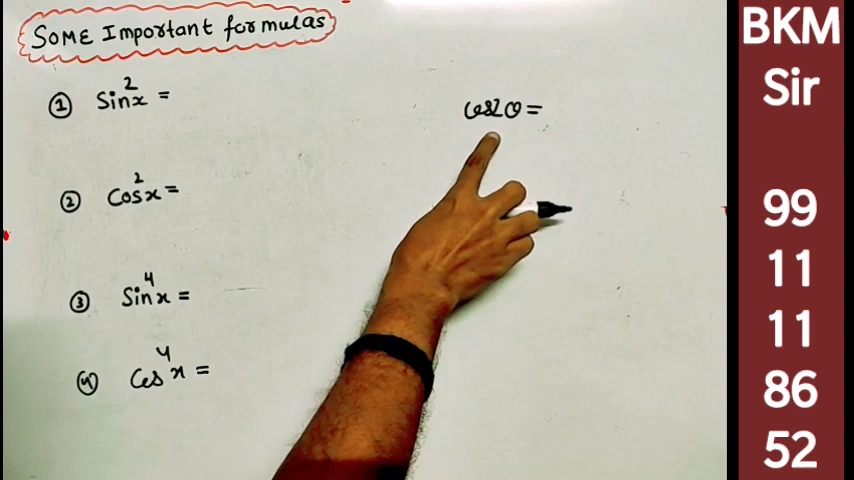 SOME Important formulas
① Sin²x =
② Cos²x =
③ Sin⁴x =
④ Cos⁴x =
Cos2θ =
BKM
Sir
99
11
11
86
52